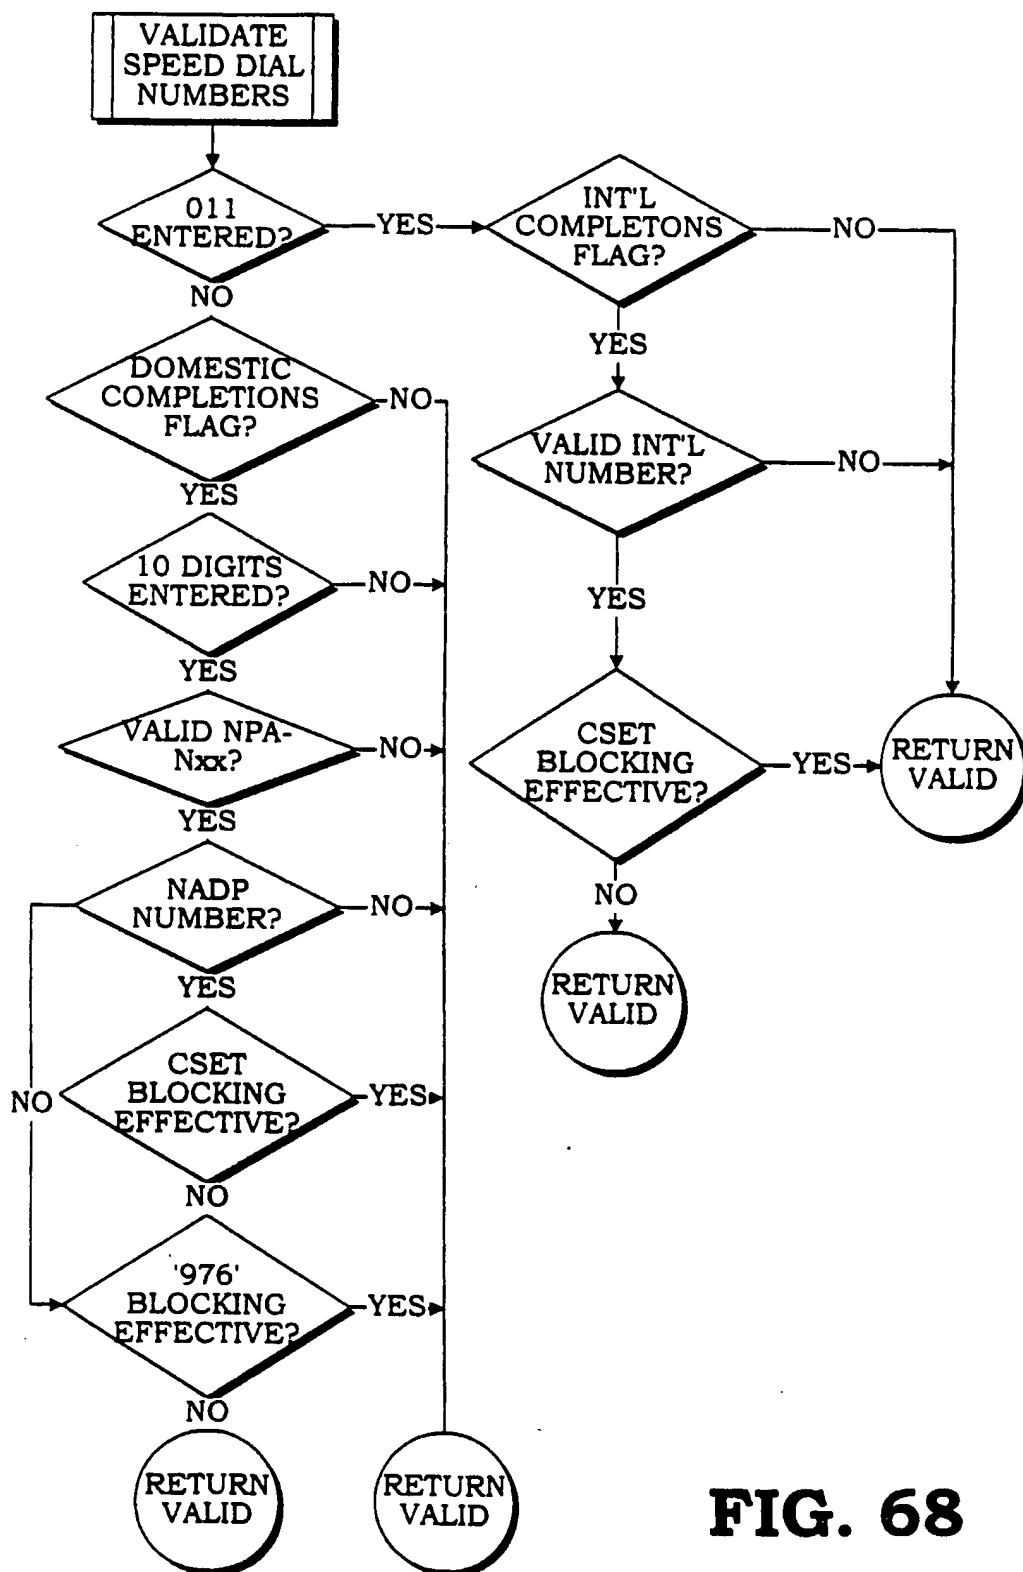 VALIDATE
SPEED DIAL
NUMBERS
011
ENTERED?
YES
INT'L
COMPLETONS
FLAG?
NO
NO
YES
DOMESTIC
COMPLETIONS
FLAG?
NO
VALID INT'L
NUMBER?
NO
YES
10 DIGITS
ENTERED?
NO
YES
YES
VALID NPA-
Nxx?
NO
CSET
BLOCKING
EFFECTIVE?
YES
RETURN
VALID
YES
NADP
NUMBER?
NO
NO
YES
RETURN
VALID
NO
CSET
BLOCKING
EFFECTIVE?
YES
NO
'976'
BLOCKING
EFFECTIVE?
YES
NO
RETURN
VALID
RETURN
VALID
FIG. 68